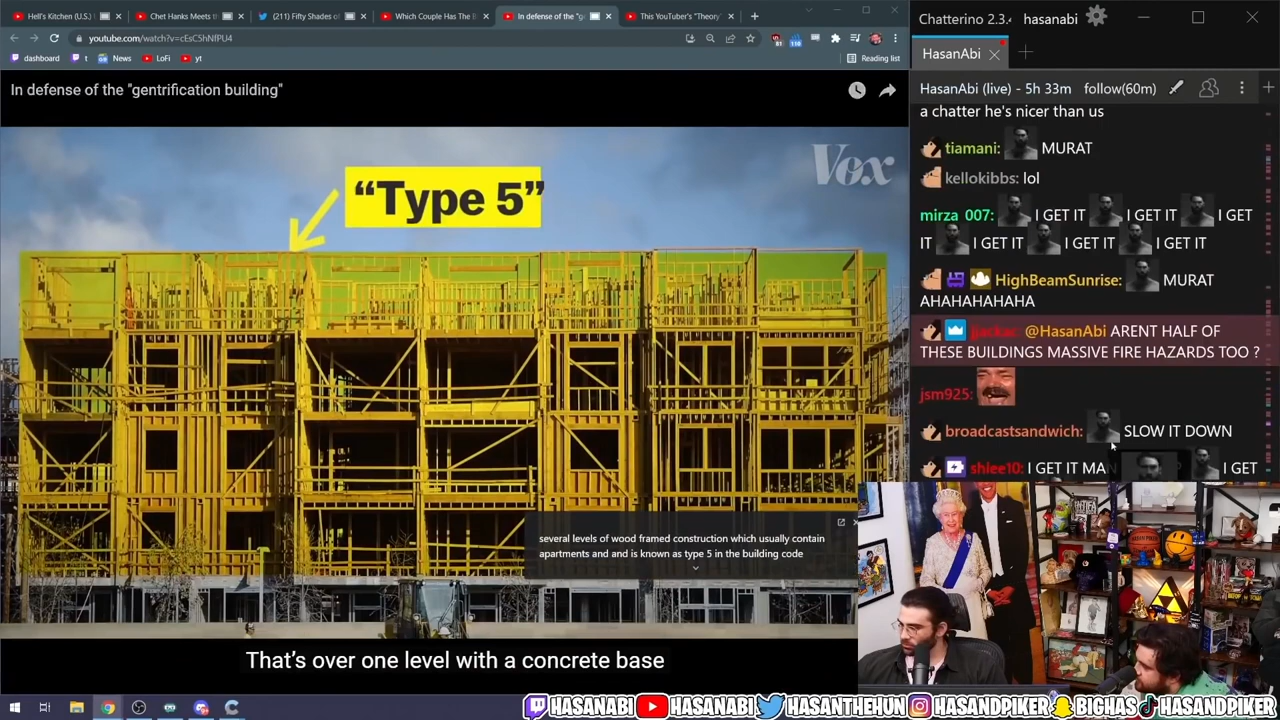 Hell's Kitchen (U.S.)
Chet Hanks Meets th
(211) Fifty Shades of
Which Couple Has The
In defense of the "ge
This YouTuber's "Theory
youtube.com/watch?v=cEsC5hNfPU4
dashboard
t
News
LoFi
yt
Reading list
In defense of the "gentrification building"
Vox
“Type 5”
several levels of wood framed construction which usually contain
apartments and and is known as type 5 in the building code
That’s over one level with a concrete base
Chatterino 2.3.4
hasanabi
HasanAbi
HasanAbi (live) - 5h 33m
follow(60m)
a chatter he's nicer than us
tiamani: MURAT
kellokibbs: lol
mirza_007: I GET IT I GET IT I GET
IT I GET IT I GET IT I GET IT
HighBeamSunrise: MURAT
AHAHAHAHAHA
@HasanAbi ARENT HALF OF
THESE BUILDINGS MASSIVE FIRE HAZARDS TOO ?
jsm925:
broadcastsandwich: SLOW IT DOWN
shlee10: I GET IT MAN I GET
HASANABI
HASANABI
HASANTHEHUN
HASANDPIKER
BIGHAS
HASANDPIKER